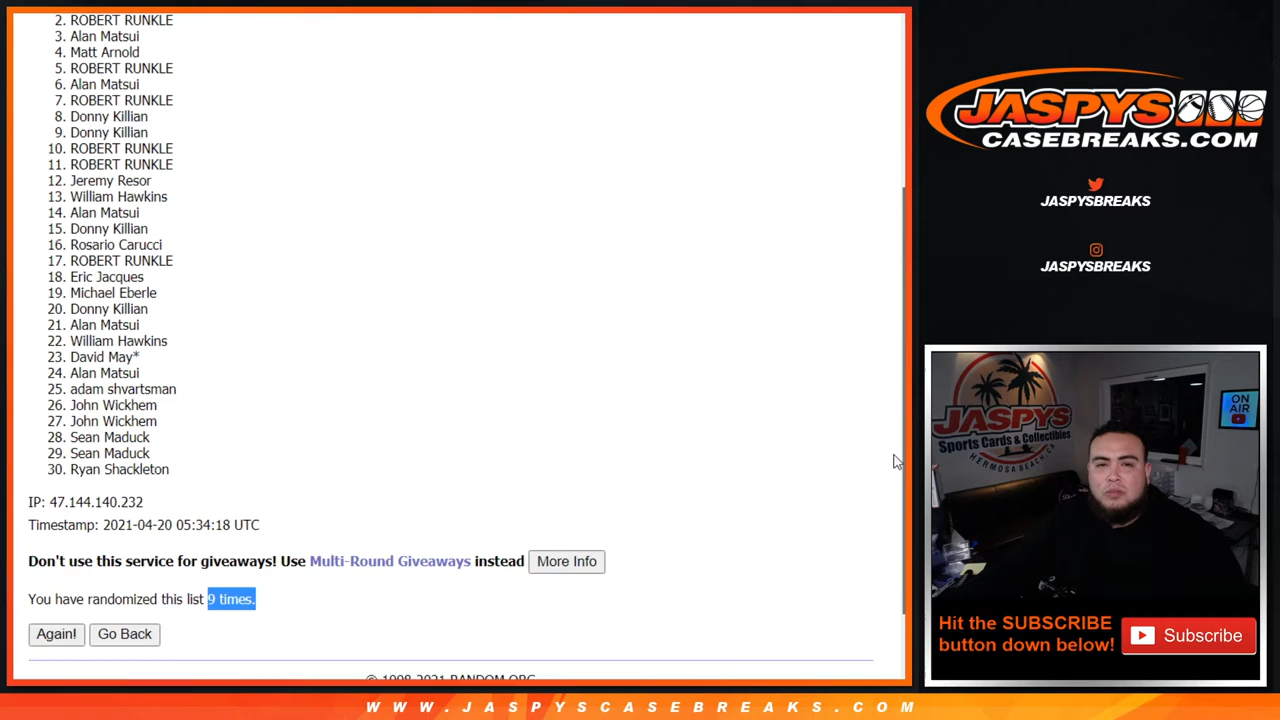 2. ROBERT RUNKLE
3. Alan Matsui
4. Matt Arnold
5. ROBERT RUNKLE
6. Alan Matsui
7. ROBERT RUNKLE
8. Donny Killian
9. Donny Killian
10. ROBERT RUNKLE
11. ROBERT RUNKLE
12. Jeremy Resor
13. William Hawkins
14. Alan Matsui
15. Donny Killian
16. Rosario Carucci
17. ROBERT RUNKLE
18. Eric Jacques
19. Michael Eberle
20. Donny Killian
21. Alan Matsui
22. William Hawkins
23. David May*
24. Alan Matsui
25. adam shvartsman
26. John Wickhem
27. John Wickhem
28. Sean Maduck
29. Sean Maduck
30. Ryan Shackleton
IP: 47.144.140.232
Timestamp: 2021-04-20 05:34:18 UTC
Don't use this service for giveaways! Use Multi-Round Giveaways instead More Info
You have randomized this list 9 times.
Again! Go Back
© 1998-2021 RANDOM.ORG
JASPYS
CASEBREAKS.COM
JASPYSBREAKS
JASPYSBREAKS
JASPYS
Sports Cards & Collectibles
HERMOSA BEACH, CA
ON
AIR
Hit the SUBSCRIBE
button down below!
Subscribe
WWW.JASPYSCASEBREAKS.COM